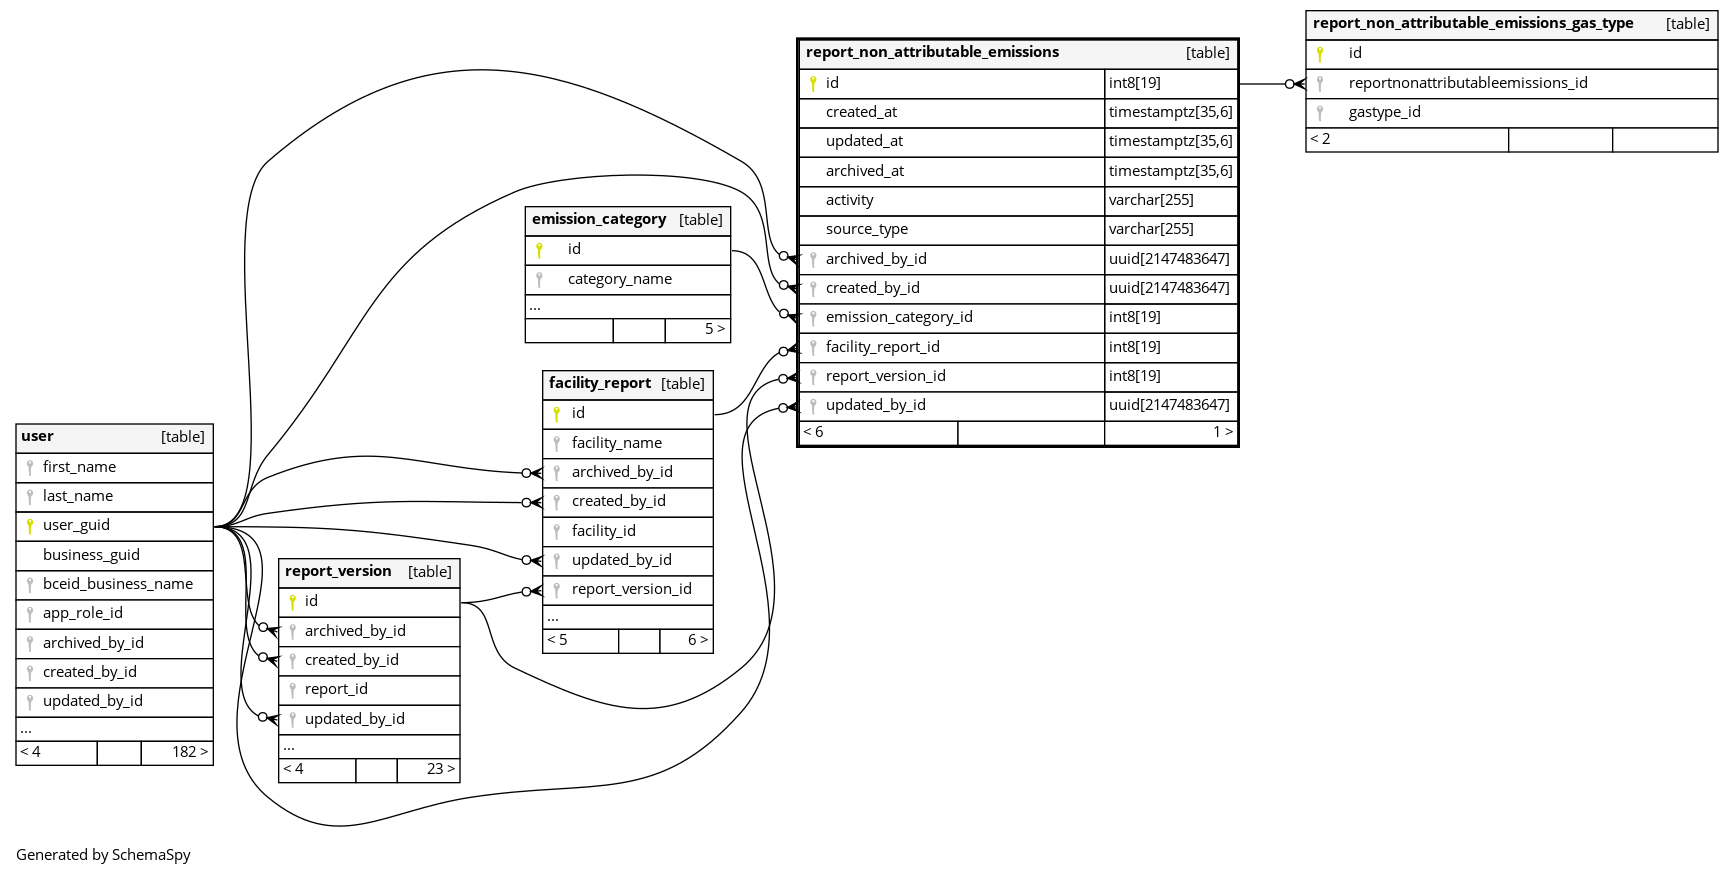 report_non_attributable_emissions_gas_type [table]
id
reportnonattributableemissions_id
gastype_id
< 2
report_non_attributable_emissions [table]
id int8[19]
created_at timestamptz[35,6]
updated_at timestamptz[35,6]
archived_at timestamptz[35,6]
activity varchar[255]
source_type varchar[255]
archived_by_id uuid[2147483647]
created_by_id uuid[2147483647]
emission_category_id int8[19]
facility_report_id int8[19]
report_version_id int8[19]
updated_by_id uuid[2147483647]
< 6 1 >
emission_category [table]
id
category_name
...
5 >
facility_report [table]
id
facility_name
archived_by_id
created_by_id
facility_id
updated_by_id
report_version_id
...
< 5 6 >
user [table]
first_name
last_name
user_guid
business_guid
bceid_business_name
app_role_id
archived_by_id
created_by_id
updated_by_id
...
< 4 182 >
report_version [table]
id
archived_by_id
created_by_id
report_id
updated_by_id
...
< 4 23 >
Generated by SchemaSpy